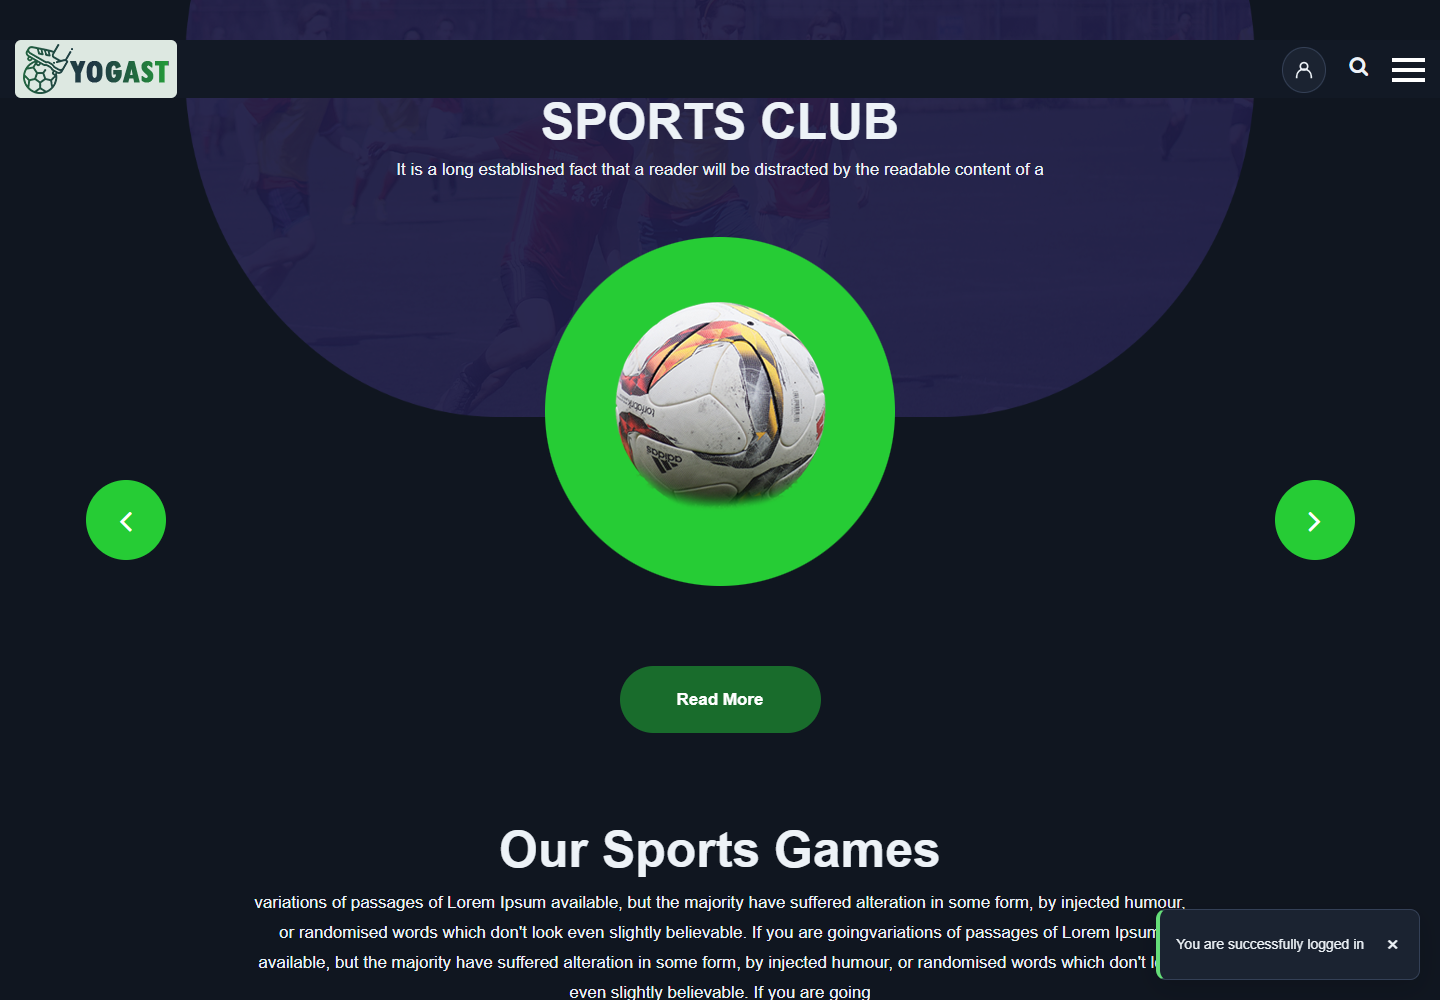 YOGAST
SPORTS CLUB
It is a long established fact that a reader will be distracted by the readable content of a
torfabrik
adidas
Read More
Our Sports Games
variations of passages of Lorem Ipsum available, but the majority have suffered alteration in some form, by injected humour,
or randomised words which don't look even slightly believable. If you are goingvariations of passages of Lorem Ipsum
available, but the majority have suffered alteration in some form, by injected humour, or randomised words which don't
even slightly believable. If you are going
You are successfully logged in